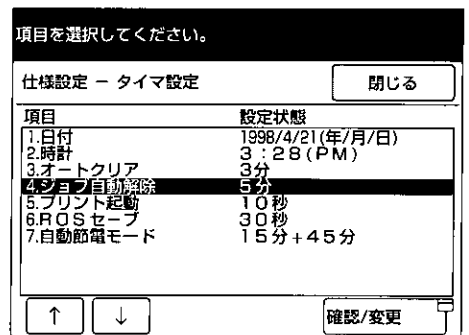 項目を選択してください。
仕様設定 － タイマ設定 閉じる
項目 設定状態
1.日付 1998/4/21(年/月/日)
2.時計 3：28(PM)
3.オートクリア 3分
4.ジョブ自動解除 5分
5.プリント起動 10秒
6.ROSセーブ 30秒
7.自動節電モード 15分+45分
↑ ↓ 確認/変更